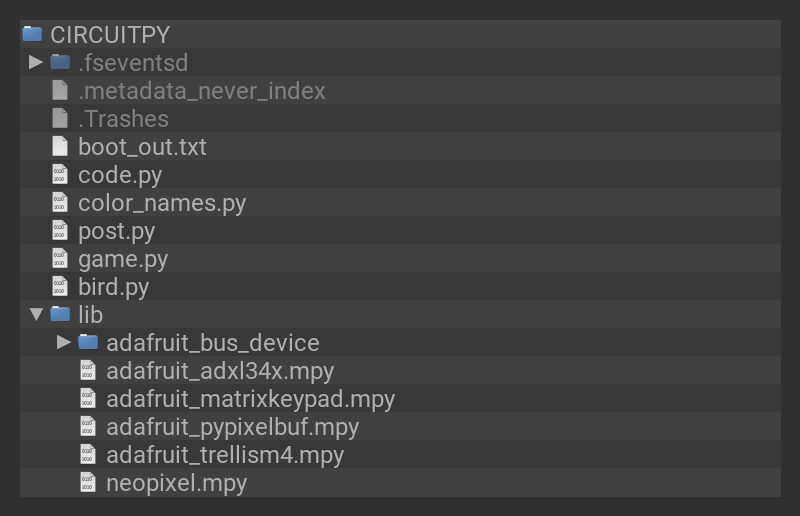 CIRCUITPY
.fseventsd
.metadata_never_index
.Trashes
boot_out.txt
code.py
color_names.py
post.py
game.py
bird.py
lib
adafruit_bus_device
adafruit_adxl34x.mpy
adafruit_matrixkeypad.mpy
adafruit_pypixelbuf.mpy
adafruit_trellism4.mpy
neopixel.mpy